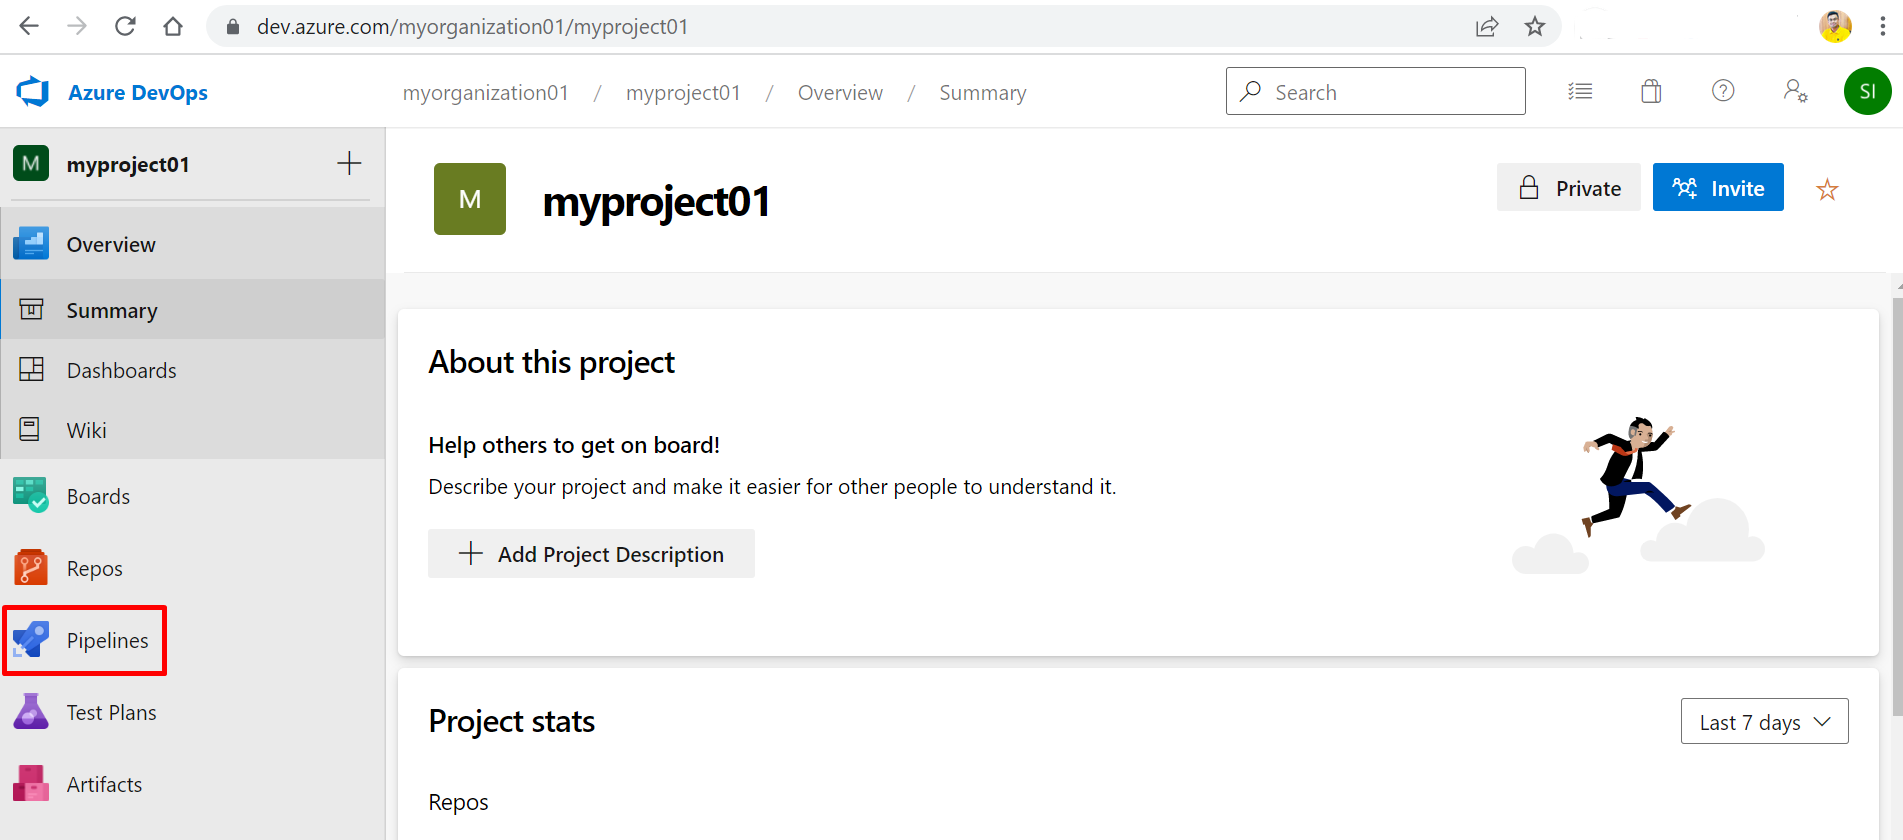 dev.azure.com/myorganization01/myproject01
Azure DevOps
myorganization01 / myproject01 / Overview / Summary
Search
SI
M
myproject01
Overview
Summary
Dashboards
Wiki
Boards
Repos
Pipelines
Test Plans
Artifacts
M
myproject01
Private
Invite
About this project
Help others to get on board!
Describe your project and make it easier for other people to understand it.
Add Project Description
Project stats
Last 7 days
Repos